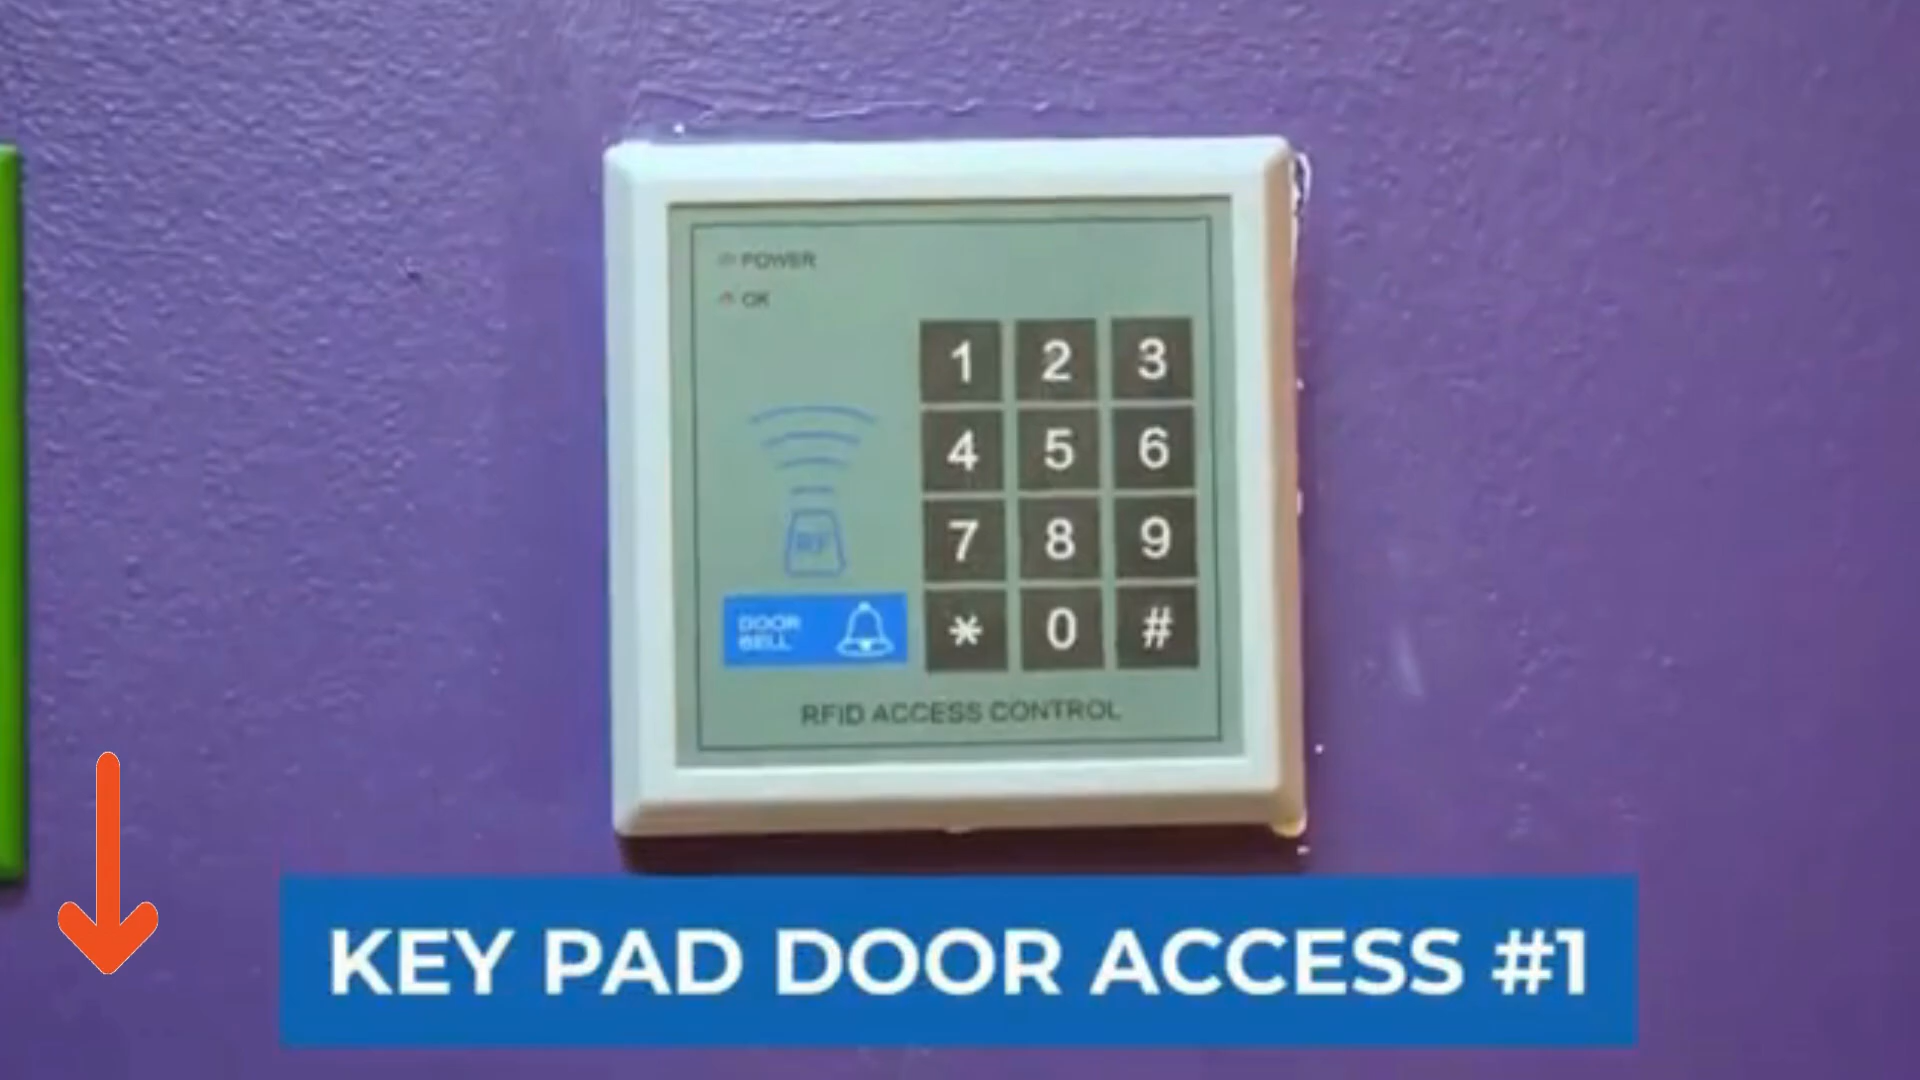 POWER
OK
1 2 3
4 5 6
7 8 9
* 0 #
RF
DOOR
BELL
RFID ACCESS CONTROL
KEY PAD DOOR ACCESS #1